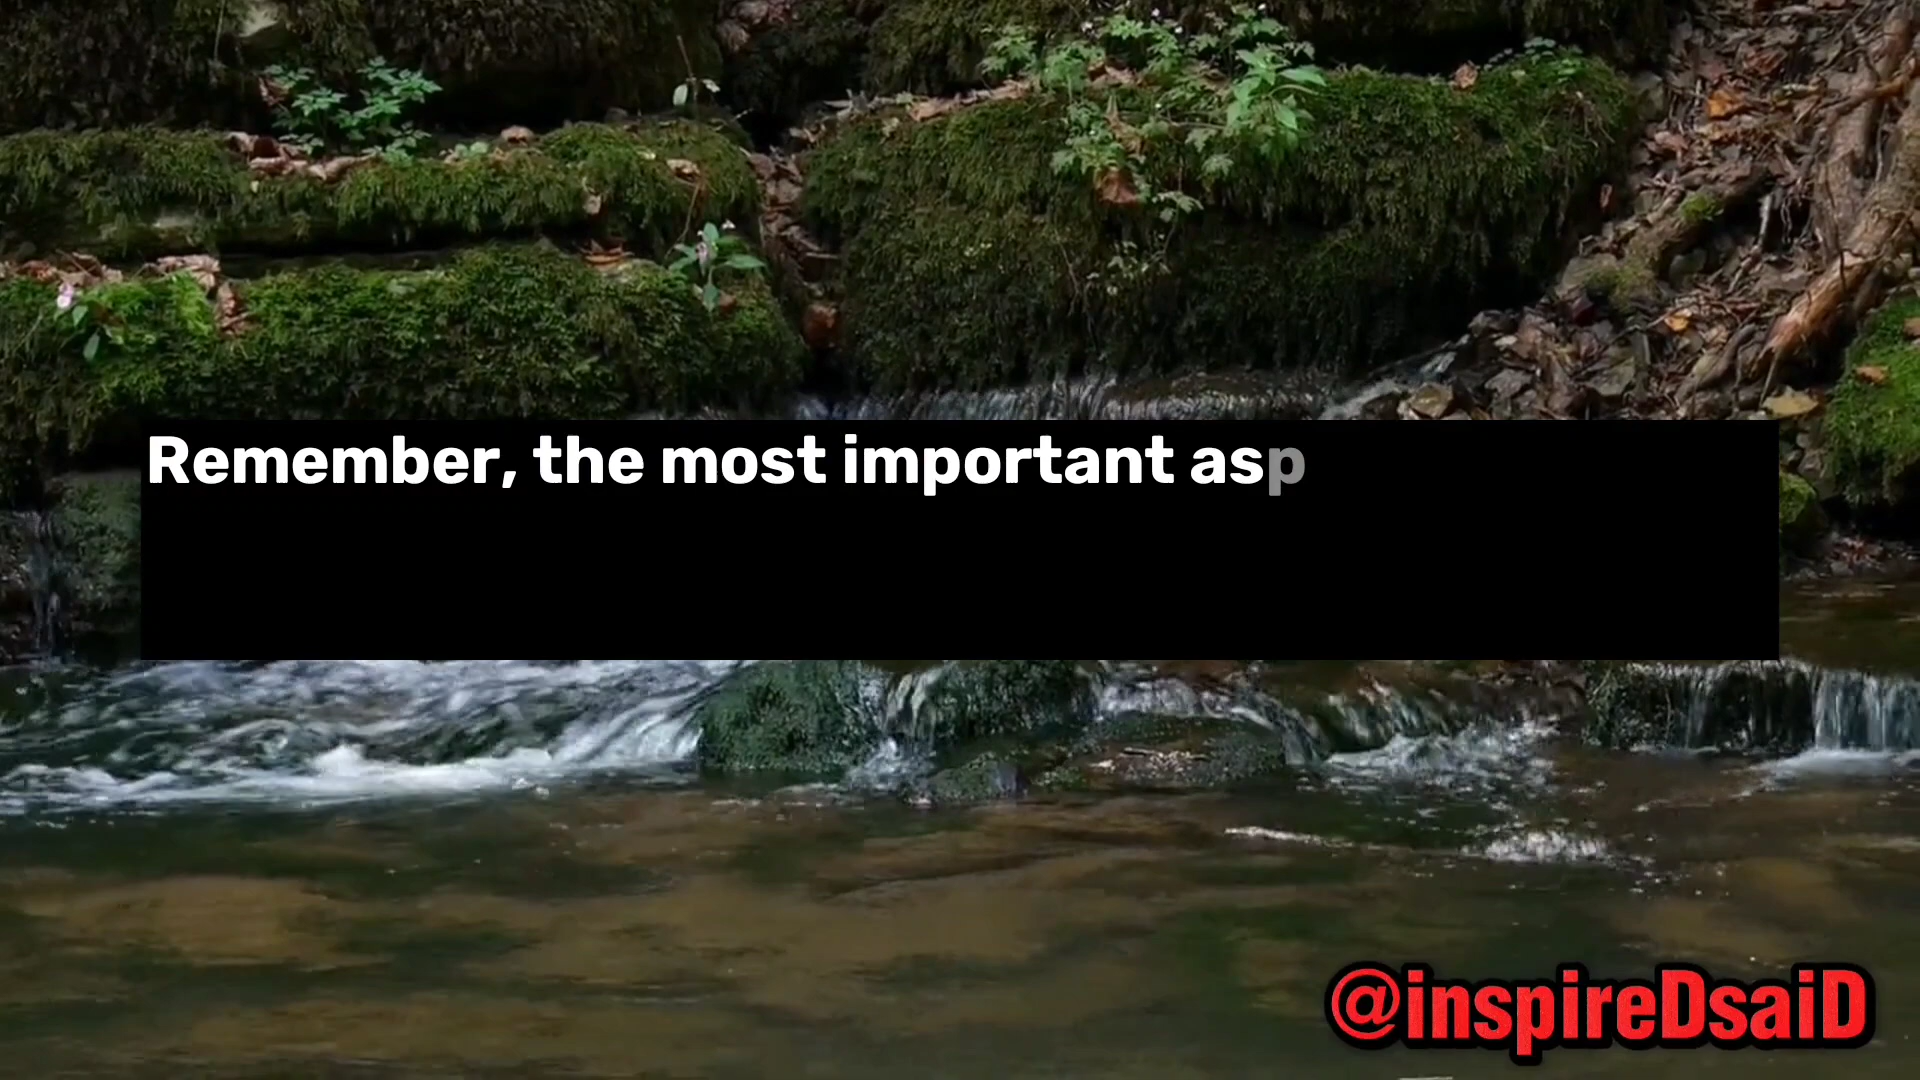 Remember, the most important asp
@inspireDsaiD